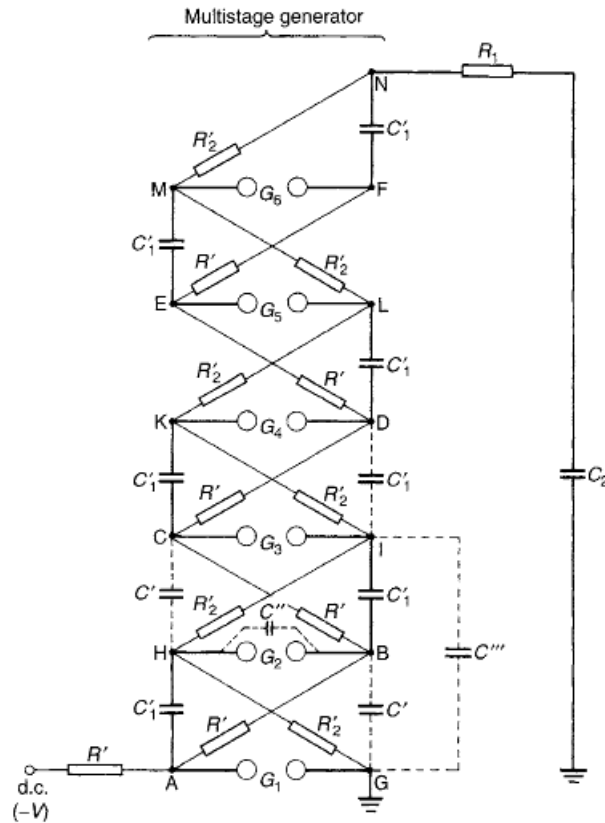 Multistage generator
N R₁
R′₂ C′₁
M G₆ F
C′₁ R′ R′₂
E G₅ L
R′₂ R′ C′₁
K G₄ D
C′₁ R′ R′₂ C′₁ C₂
C G₃ I
C′ R′₂ C″ R′ C′₁
H G₂ B C‴
C′₁ R′ R′₂ C′
R′
d.c. A G₁ G
(−V)